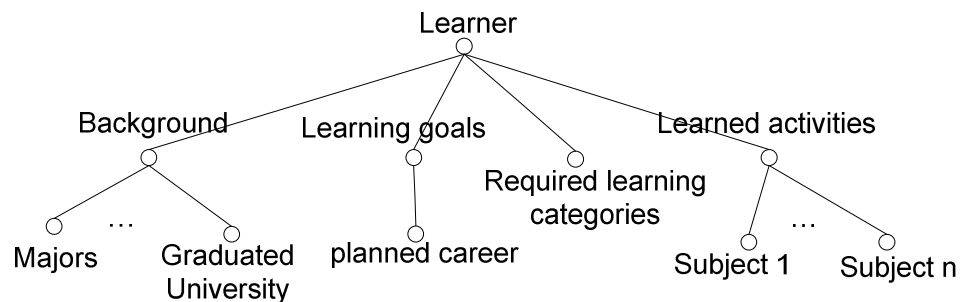 Learner
Background
Learning goals
Learned activities
Required learning
categories
Majors
…
Graduated
University
planned career
Subject 1
…
Subject n